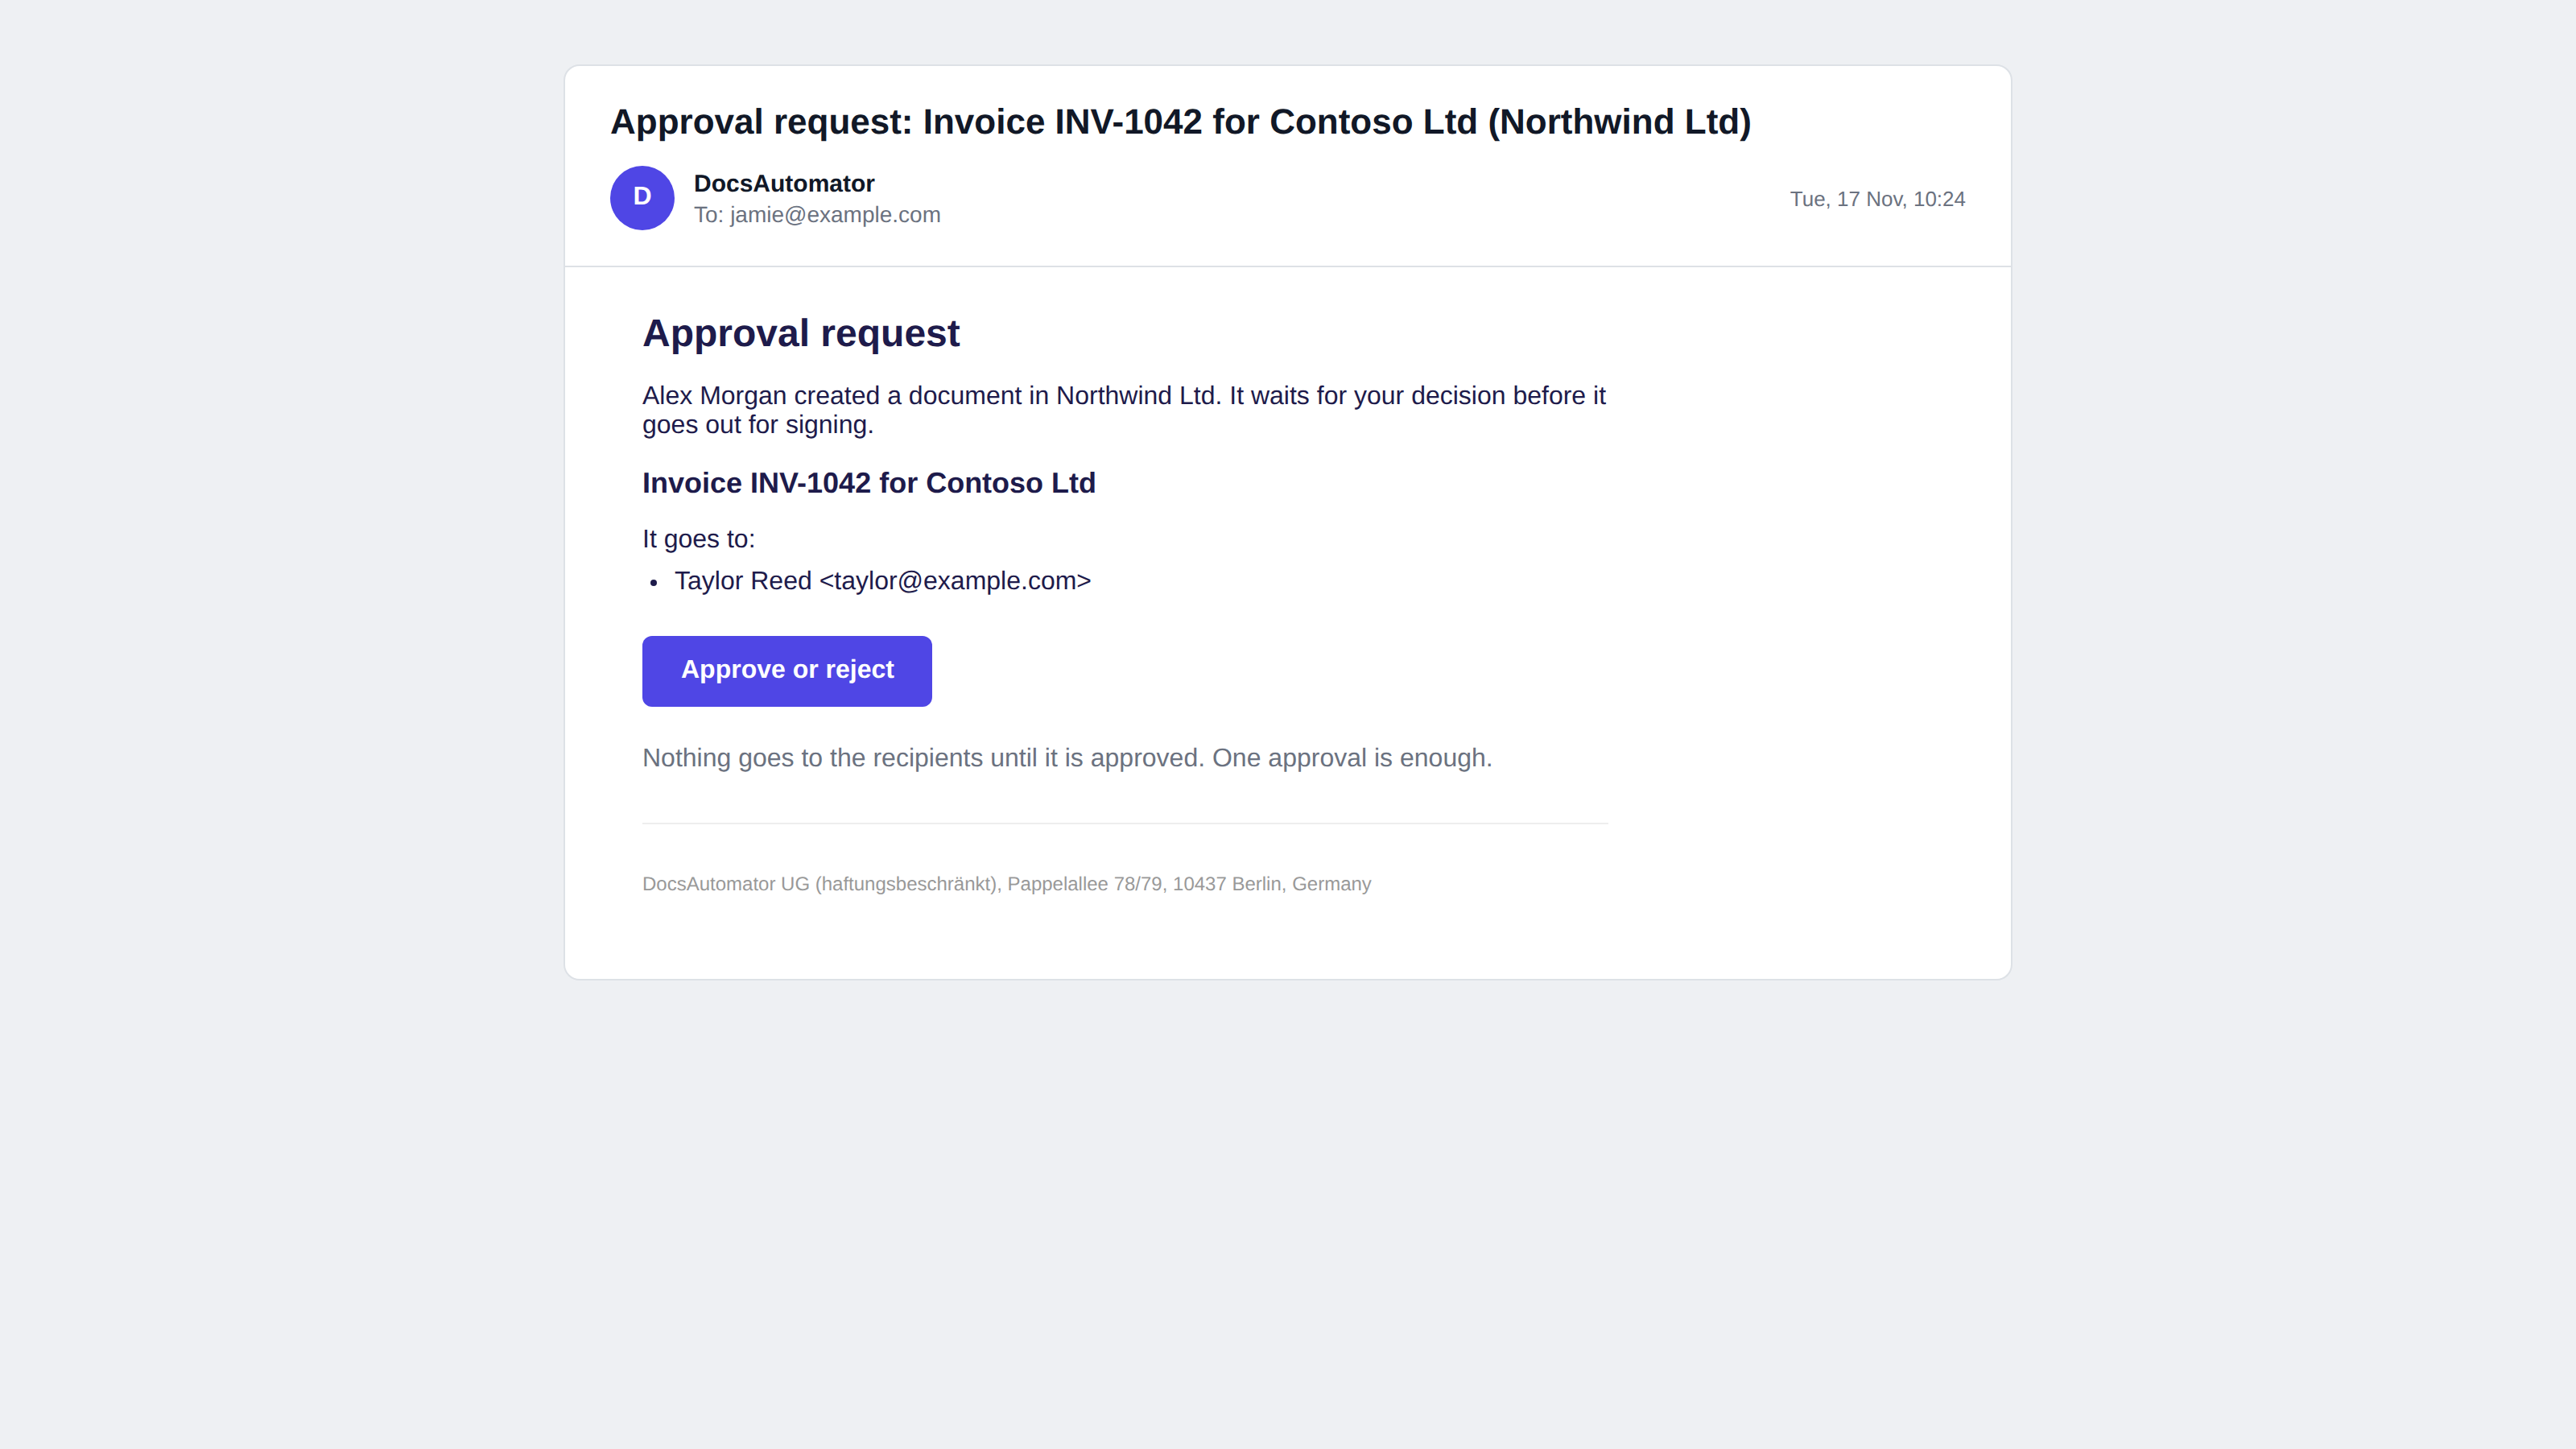 Approval request: Invoice INV-1042 for Contoso Ltd (Northwind Ltd)
D
DocsAutomator
To: jamie@example.com
Tue, 17 Nov, 10:24
Approval request
Alex Morgan created a document in Northwind Ltd. It waits for your decision before it
goes out for signing.
Invoice INV-1042 for Contoso Ltd
It goes to:
• Taylor Reed <taylor@example.com>
Approve or reject
Nothing goes to the recipients until it is approved. One approval is enough.
DocsAutomator UG (haftungsbeschränkt), Pappelallee 78/79, 10437 Berlin, Germany